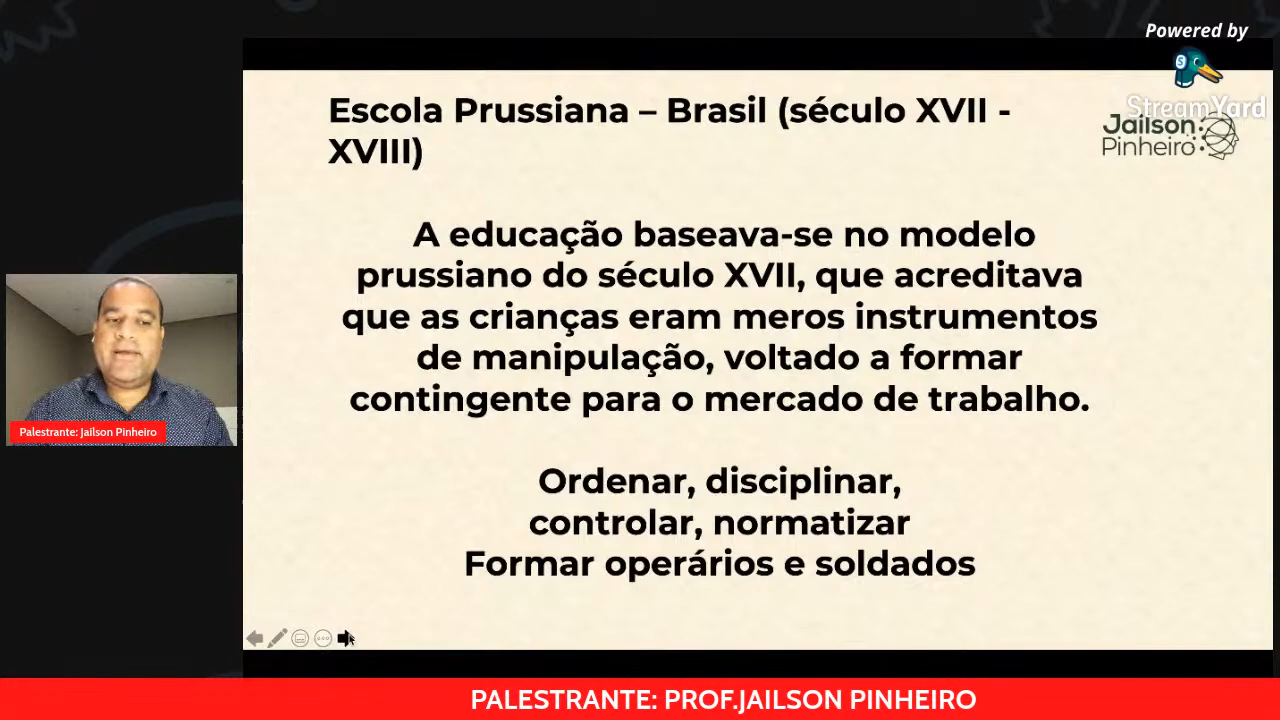 Powered by
StreamYard
Escola Prussiana – Brasil (século XVII -
XVIII)
Jailson
Pinheiro
A educação baseava-se no modelo
prussiano do século XVII, que acreditava
que as crianças eram meros instrumentos
de manipulação, voltado a formar
contingente para o mercado de trabalho.
Ordenar, disciplinar,
controlar, normatizar
Formar operários e soldados
Palestrante: Jaílson Pinheiro
PALESTRANTE: PROF.JAILSON PINHEIRO